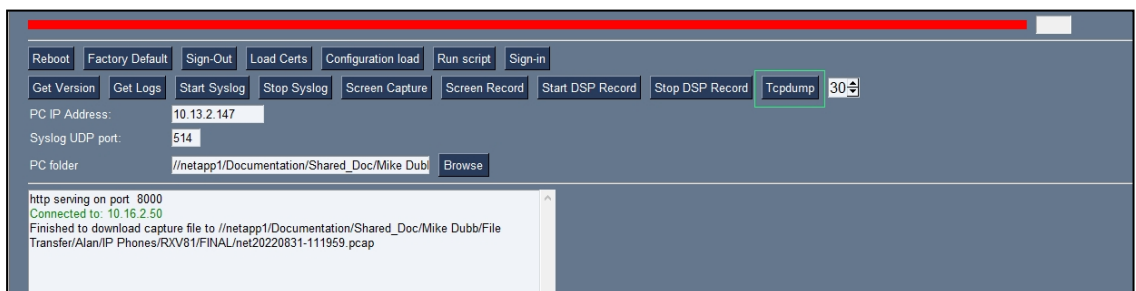 Reboot Factory Default Sign-Out Load Certs Configuration load Run script Sign-in
Get Version Get Logs Start Syslog Stop Syslog Screen Capture Screen Record Start DSP Record Stop DSP Record Tcpdump 30
PC IP Address: 10.13.2.147
Syslog UDP port: 514
PC folder //netapp1/Documentation/Shared_Doc/Mike Dubl Browse
http serving on port 8000
Connected to: 10.16.2.50
Finished to download capture file to //netapp1/Documentation/Shared_Doc/Mike Dubb/File
Transfer/Alan/IP Phones/RXV81/FINAL/net20220831-111959.pcap